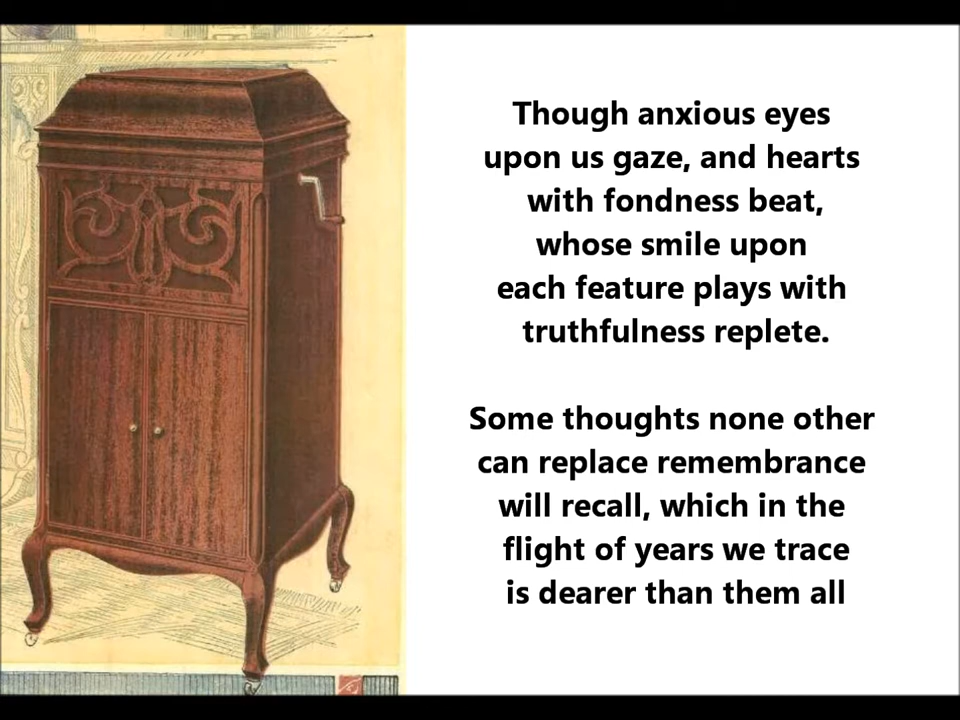 Though anxious eyes
upon us gaze, and hearts
with fondness beat,
whose smile upon
each feature plays with
truthfulness replete.
Some thoughts none other
can replace remembrance
will recall, which in the
flight of years we trace
is dearer than them all